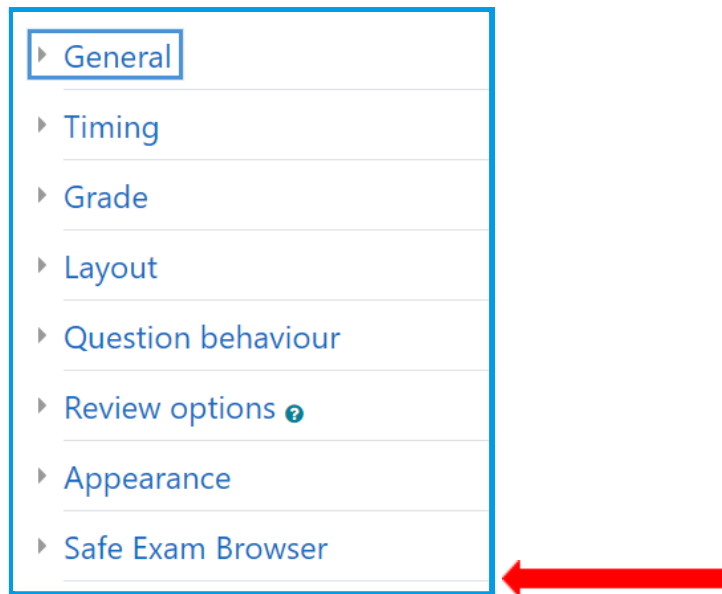 General
Timing
Grade
Layout
Question behaviour
Review options ?
Appearance
Safe Exam Browser